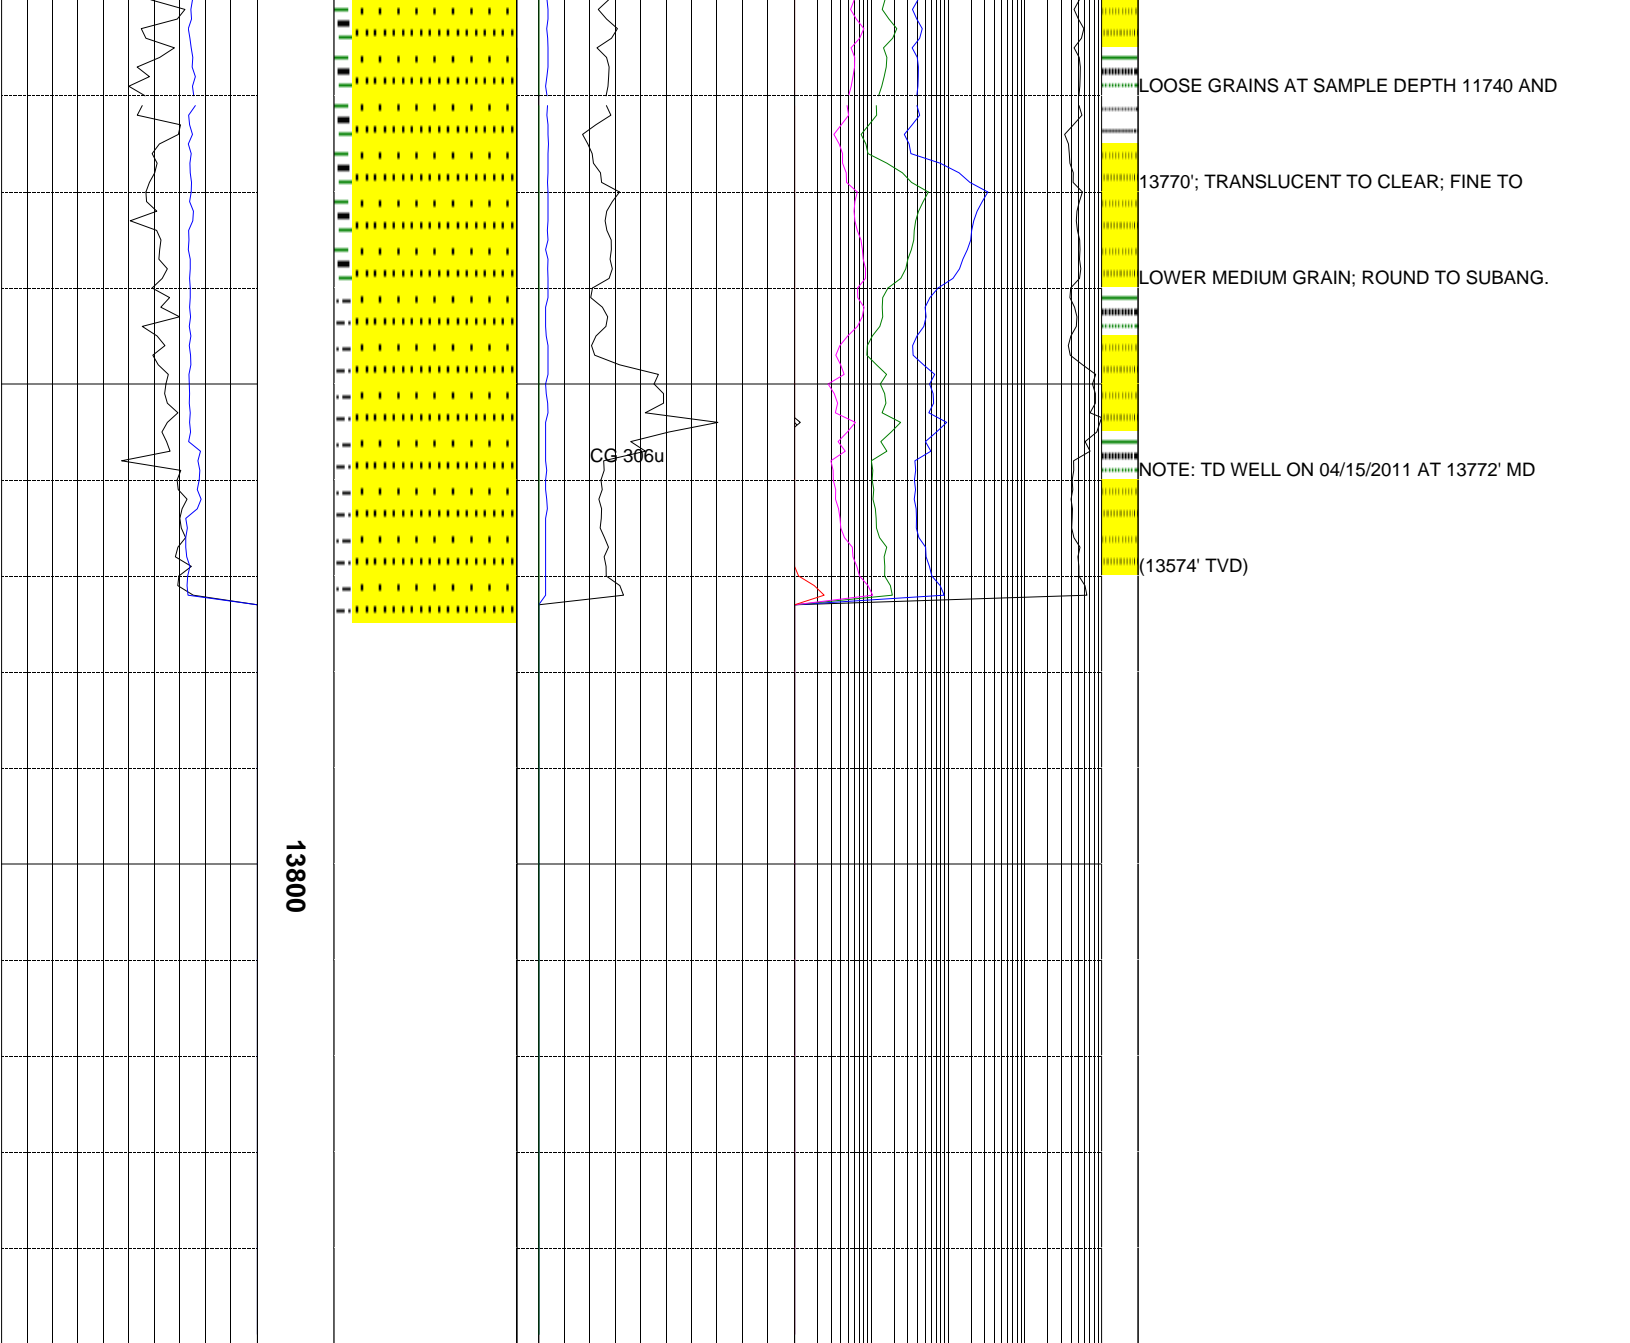 LOOSE GRAINS AT SAMPLE DEPTH 11740 AND
13770'; TRANSLUCENT TO CLEAR; FINE TO
LOWER MEDIUM GRAIN; ROUND TO SUBANG.
CG 306u
NOTE: TD WELL ON 04/15/2011 AT 13772' MD
(13574' TVD)
13800